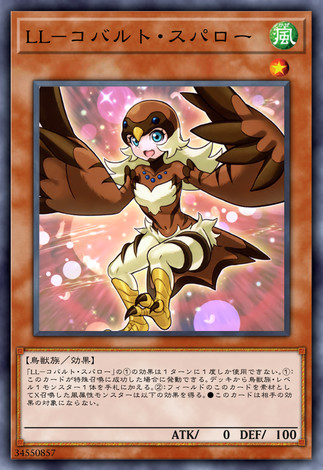 LL－コバルト・スパロー
風
【鳥獣族／効果】
「LL－コバルト・スパロー」の①の効果は１ターンに１度しか使用できない。①：
このカードが特殊召喚に成功した場合に発動できる。デッキから鳥獣族・レベ
ル１モンスター１体を手札に加える。②：フィールドのこのカードを素材とし
てX召喚した風属性モンスターは以下の効果を得る。●このカードは相手の効
果の対象にならない。
ATK/ 0 DEF/ 100
34550857